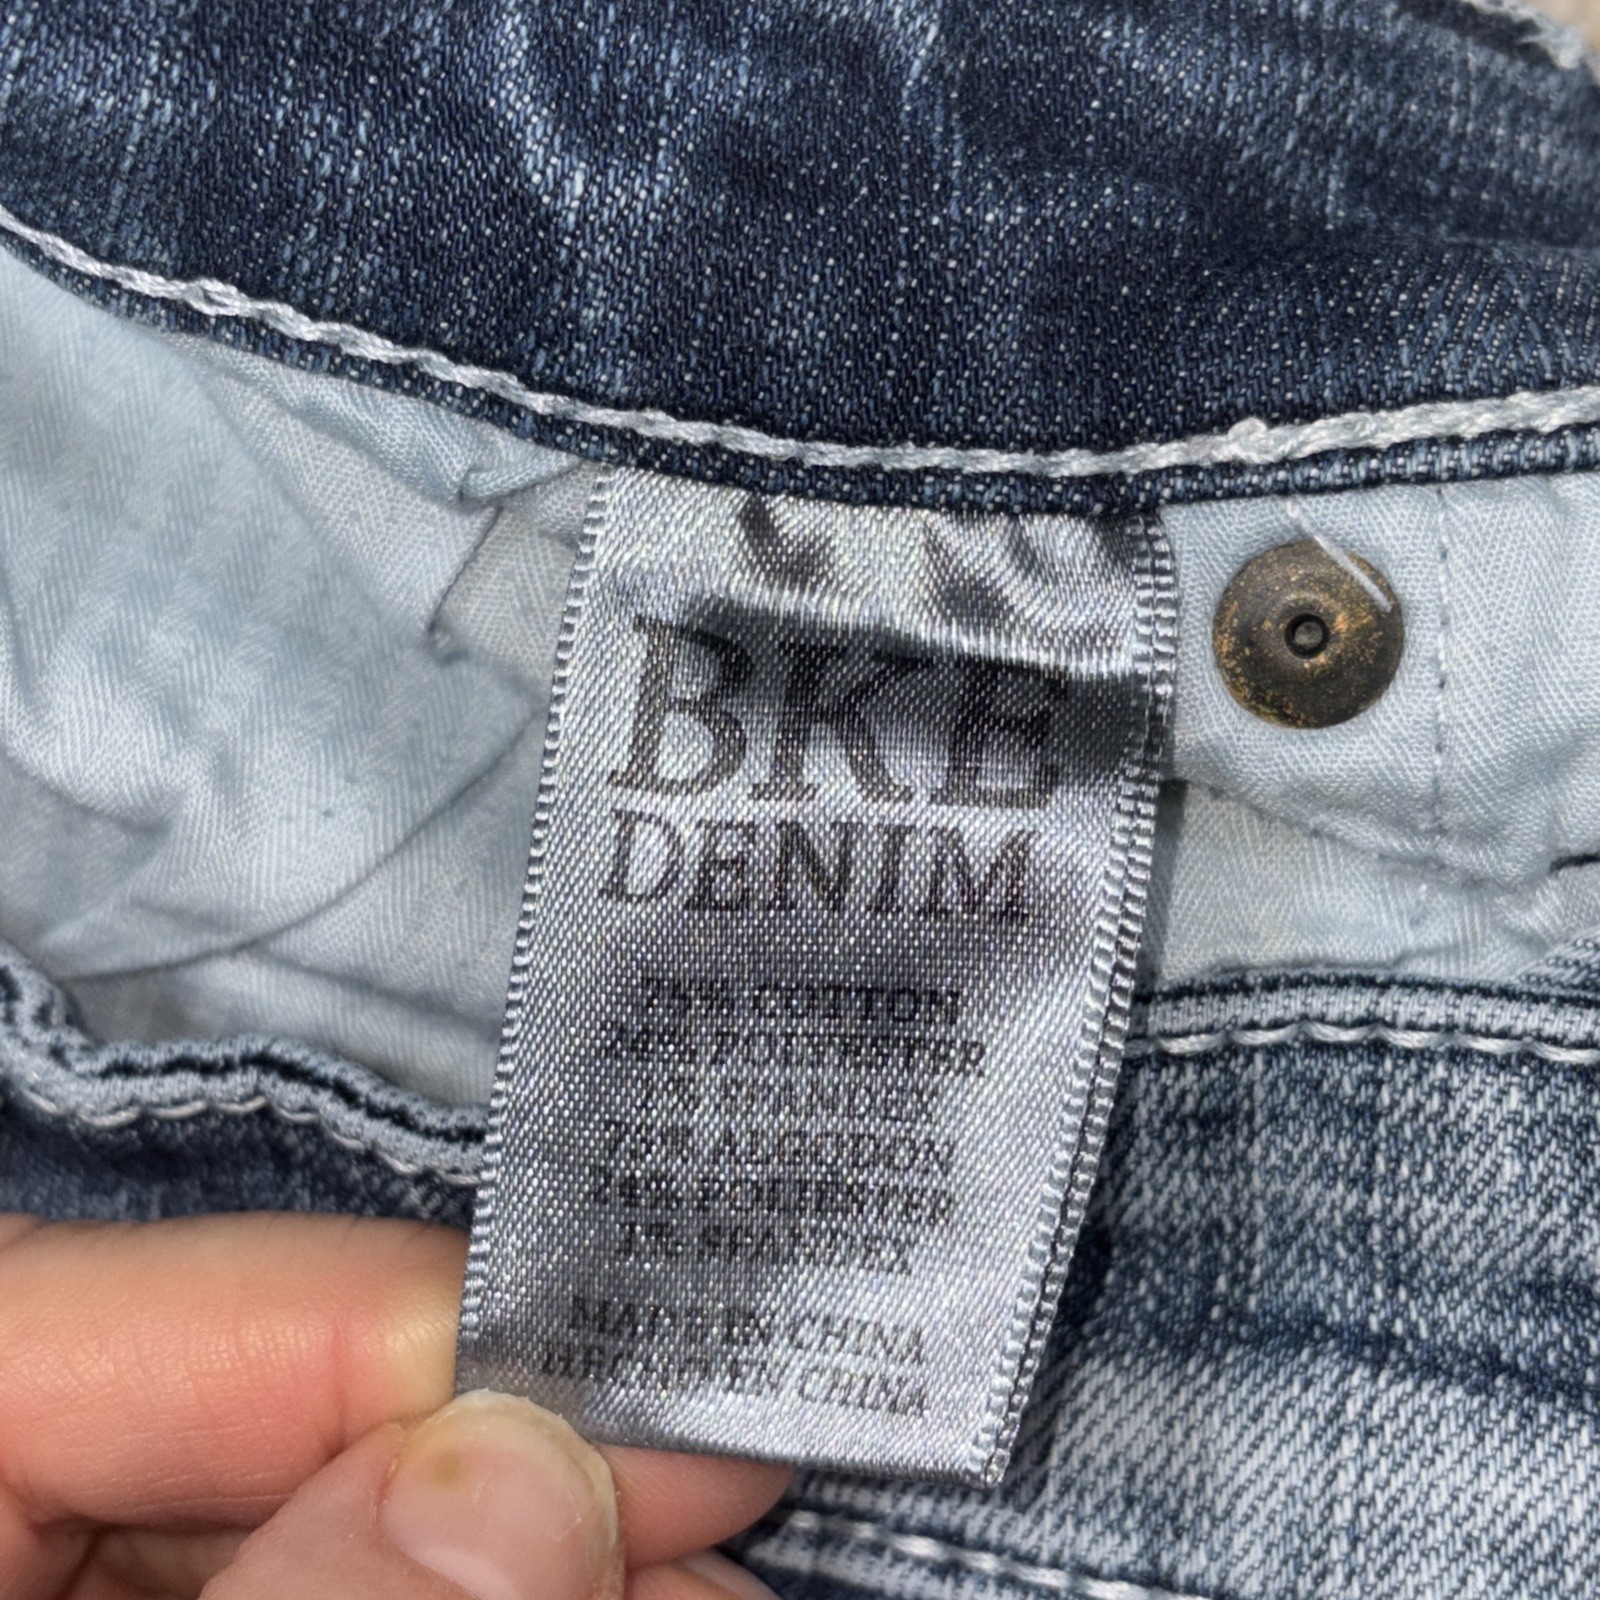 BKE
DENIM
75% COTTON
24% POLYESTER
1% SPANDEX
75% ALGODON
24% POLIESTER
1% SPANDEX
MADE IN CHINA
HECHO EN CHINA